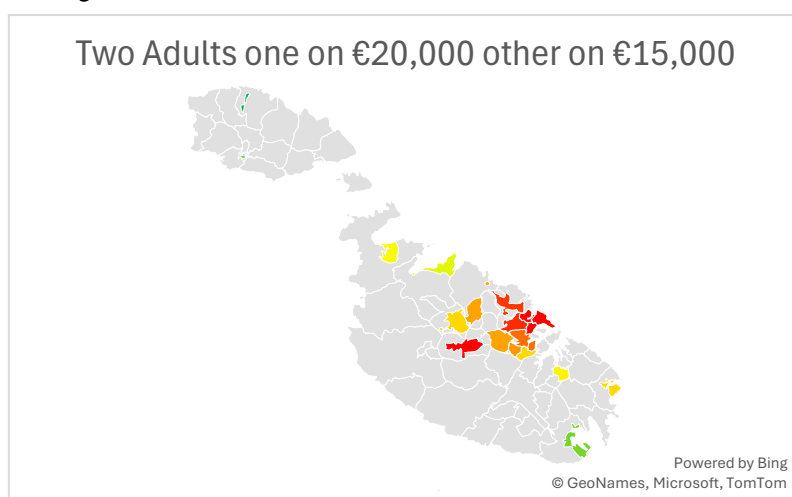 Two Adults one on €20,000 other on €15,000
Powered by Bing
© GeoNames, Microsoft, TomTom